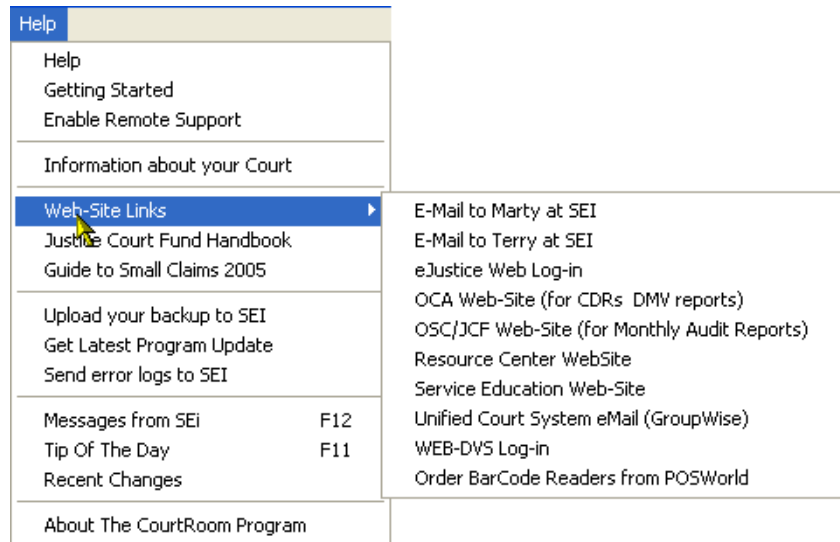 Help
Help
Getting Started
Enable Remote Support
Information about your Court
Web-Site Links
Justice Court Fund Handbook
Guide to Small Claims 2005
Upload your backup to SEI
Get Latest Program Update
Send error logs to SEI
Messages from SEi F12
Tip Of The Day F11
Recent Changes
About The CourtRoom Program
E-Mail to Marty at SEI
E-Mail to Terry at SEI
eJustice Web Log-in
OCA Web-Site (for CDRs DMV reports)
OSC/JCF Web-Site (for Monthly Audit Reports)
Resource Center WebSite
Service Education Web-Site
Unified Court System eMail (GroupWise)
WEB-DVS Log-in
Order BarCode Readers from POSWorld